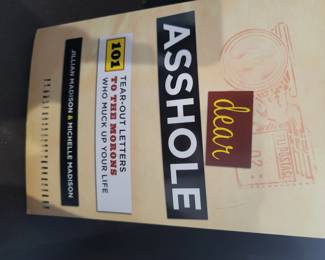 dear
ASSHOLE
101
TEAR-OUT LETTERS
TO THE MORONS
WHO MUCK UP YOUR LIFE
JILLIAN MADISON & MICHELLE MADISON